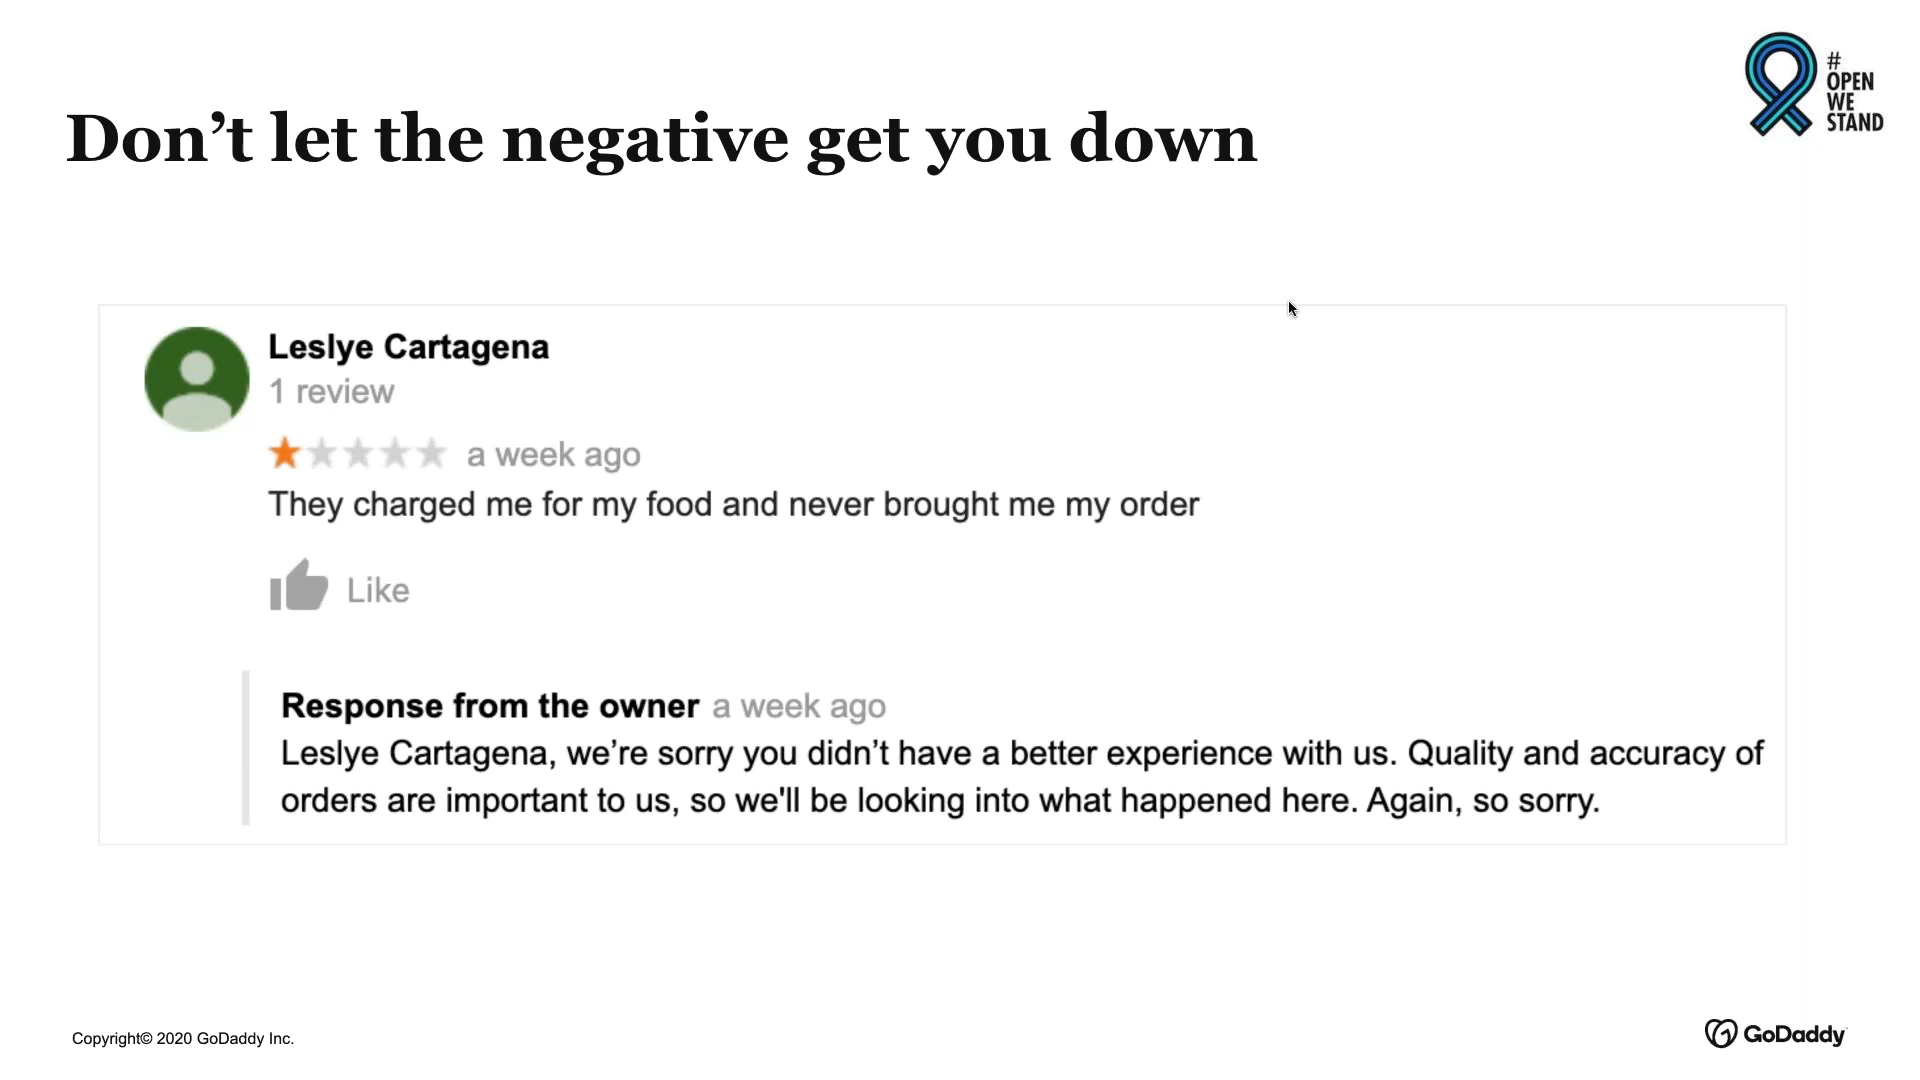 #
OPEN
WE
STAND
Don’t let the negative get you down
Leslye Cartagena
1 review
a week ago
They charged me for my food and never brought me my order
Like
Response from the owner a week ago
Leslye Cartagena, we’re sorry you didn’t have a better experience with us. Quality and accuracy of
orders are important to us, so we'll be looking into what happened here. Again, so sorry.
Copyright© 2020 GoDaddy Inc.
GoDaddy